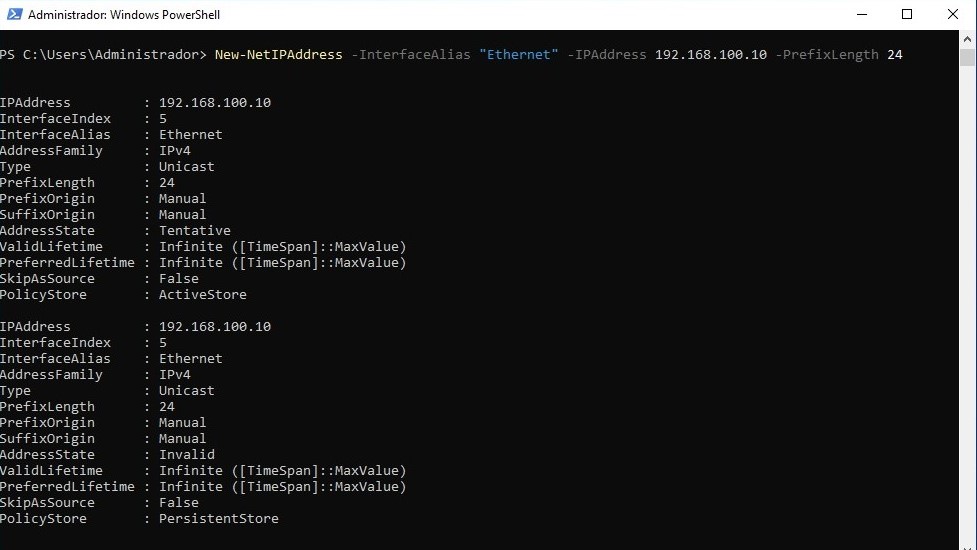 Administrador: Windows PowerShell
PS C:\Users\Administrador> New-NetIPAddress -InterfaceAlias "Ethernet" -IPAddress 192.168.100.10 -PrefixLength 24
IPAddress : 192.168.100.10
InterfaceIndex : 5
InterfaceAlias : Ethernet
AddressFamily : IPv4
Type : Unicast
PrefixLength : 24
PrefixOrigin : Manual
SuffixOrigin : Manual
AddressState : Tentative
ValidLifetime : Infinite ([TimeSpan]::MaxValue)
PreferredLifetime : Infinite ([TimeSpan]::MaxValue)
SkipAsSource : False
PolicyStore : ActiveStore
IPAddress : 192.168.100.10
InterfaceIndex : 5
InterfaceAlias : Ethernet
AddressFamily : IPv4
Type : Unicast
PrefixLength : 24
PrefixOrigin : Manual
SuffixOrigin : Manual
AddressState : Invalid
ValidLifetime : Infinite ([TimeSpan]::MaxValue)
PreferredLifetime : Infinite ([TimeSpan]::MaxValue)
SkipAsSource : False
PolicyStore : PersistentStore